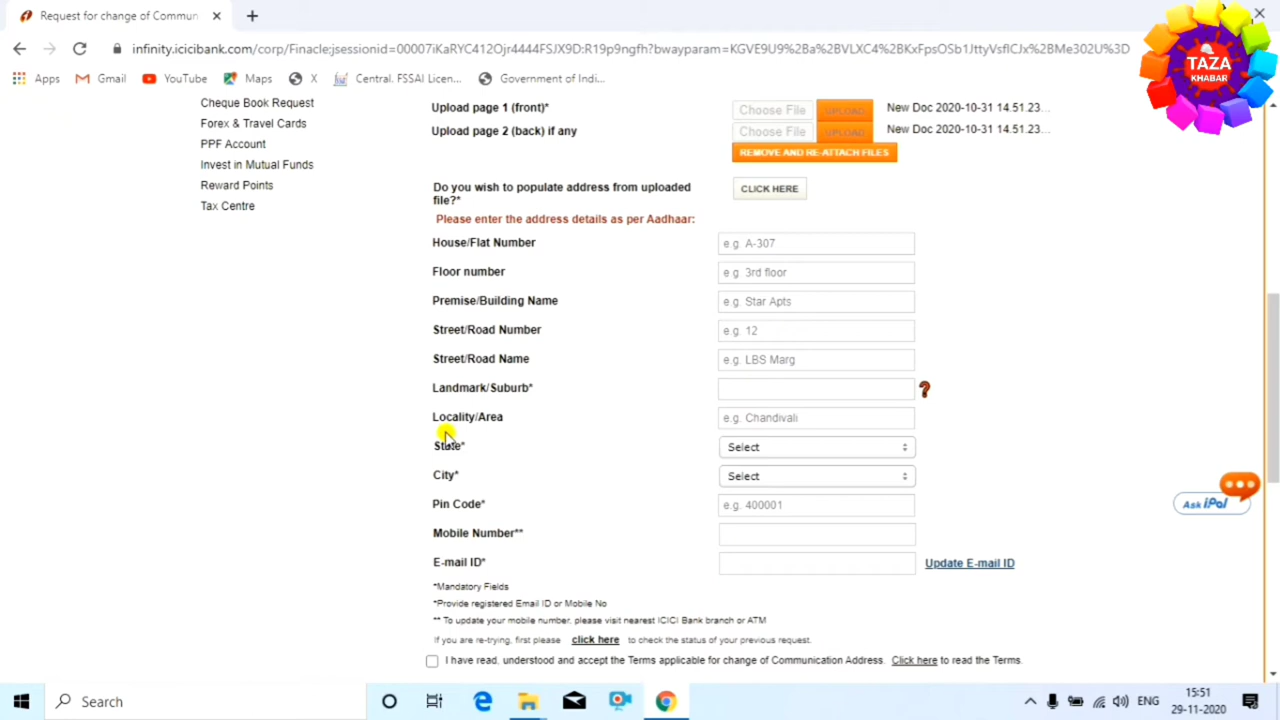 Request for change of Commun
infinity.icicibank.com/corp/Finacle;jsessionid=00007iKaRYC412Ojr4444FSJX9D:R19p9ngfh?bwayparam=KGVE9U9%2Ba%2BVLXC4%2BKxFpsOSb1JttyVsflCJx%2BMe302U%3D
Apps Gmail YouTube Maps X Central. FSSAI Licen... Government of Indi...
TAZA
KHABAR
Cheque Book Request
Forex & Travel Cards
PPF Account
Invest in Mutual Funds
Reward Points
Tax Centre
Upload page 1 (front)* Choose File UPLOAD New Doc 2020-10-31 14.51.23...
Upload page 2 (back) if any Choose File UPLOAD New Doc 2020-10-31 14.51.23...
REMOVE AND RE-ATTACH FILES
Do you wish to populate address from uploaded
file?*
CLICK HERE
Please enter the address details as per Aadhaar:
House/Flat Number e.g A-307
Floor number e.g 3rd floor
Premise/Building Name e.g. Star Apts
Street/Road Number e.g. 12
Street/Road Name e.g. LBS Marg
Landmark/Suburb* ?
Locality/Area e.g. Chandivali
State* Select
City* Select
Pin Code* e.g. 400001
Mobile Number**
E-mail ID* Update E-mail ID
*Mandatory Fields
*Provide registered Email ID or Mobile No
** To update your mobile number, please visit nearest ICICI Bank branch or ATM
If you are re-trying, first please click here to check the status of your previous request.
I have read, understood and accept the Terms applicable for change of Communication Address. Click here to read the Terms.
Ask iPal
Search
ENG
15:51
29-11-2020